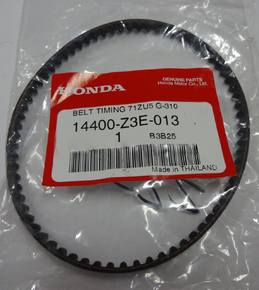 HONDA
GENUINE PARTS
Honda Motor Co., Ltd.
BELT TIMING 71ZU5 G-310
14400-Z3E-013
1 B3B25
Made in THAILAND